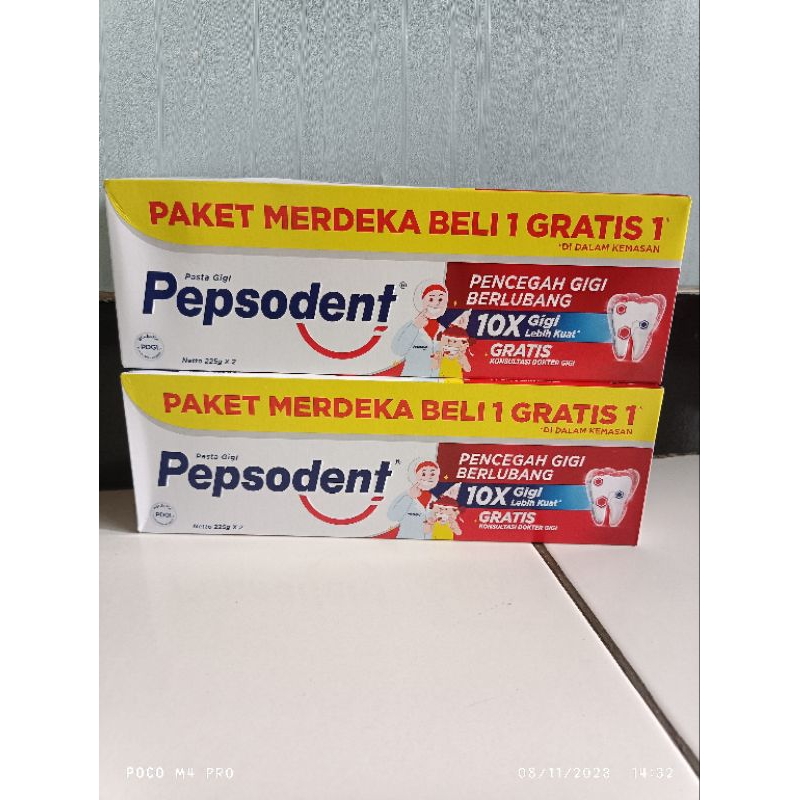 PAKET MERDEKA BELI 1 GRATIS 1*
*DI DALAM KEMASAN
Pasta Gigi
Pepsodent®
PENCEGAH GIGI
BERLUBANG
10X Gigi
Lebih Kuat*
GRATIS
KONSULTASI DOKTER GIGI
PDGI
Netto 225g X 2
PAKET MERDEKA BELI 1 GRATIS 1*
*DI DALAM KEMASAN
Pasta Gigi
Pepsodent®
PENCEGAH GIGI
BERLUBANG
10X Gigi
Lebih Kuat*
GRATIS
KONSULTASI DOKTER GIGI
PDGI
Netto 225g X 2
POCO M4 PRO
08/11/2023 14:32